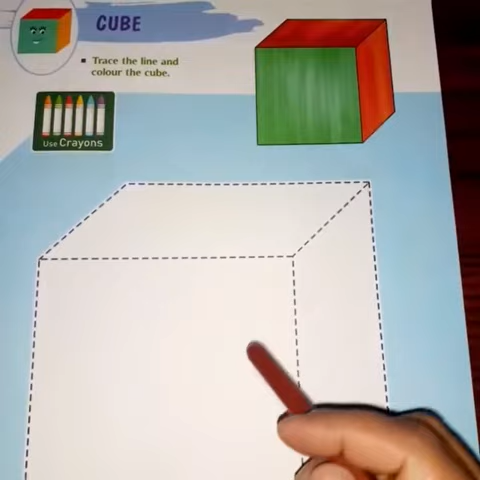 CUBE
▪ Trace the line and
colour the cube.
Use Crayons